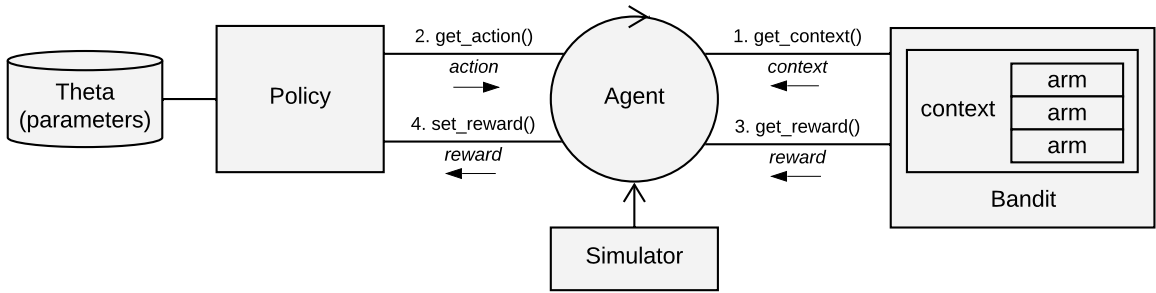 Theta
(parameters)
Policy
2. get_action()
action
4. set_reward()
reward
Agent
1. get_context()
context
3. get_reward()
reward
context
arm
arm
arm
Bandit
Simulator